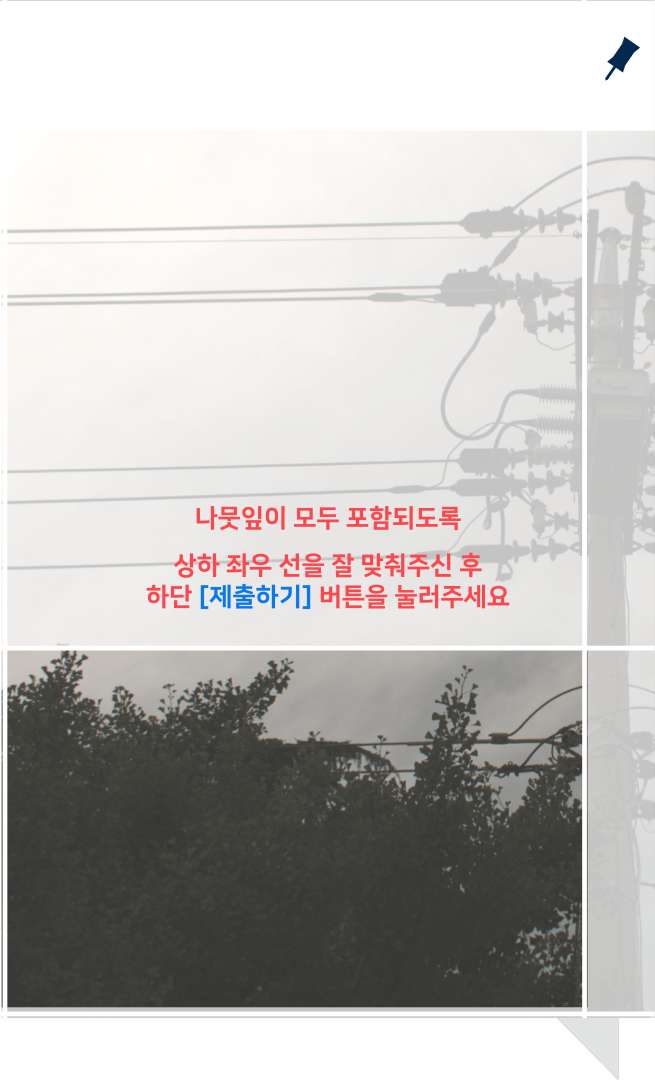 나뭇잎이 모두 포함되도록
상하 좌우 선을 잘 맞춰주신 후
하단 [제출하기] 버튼을 눌러주세요